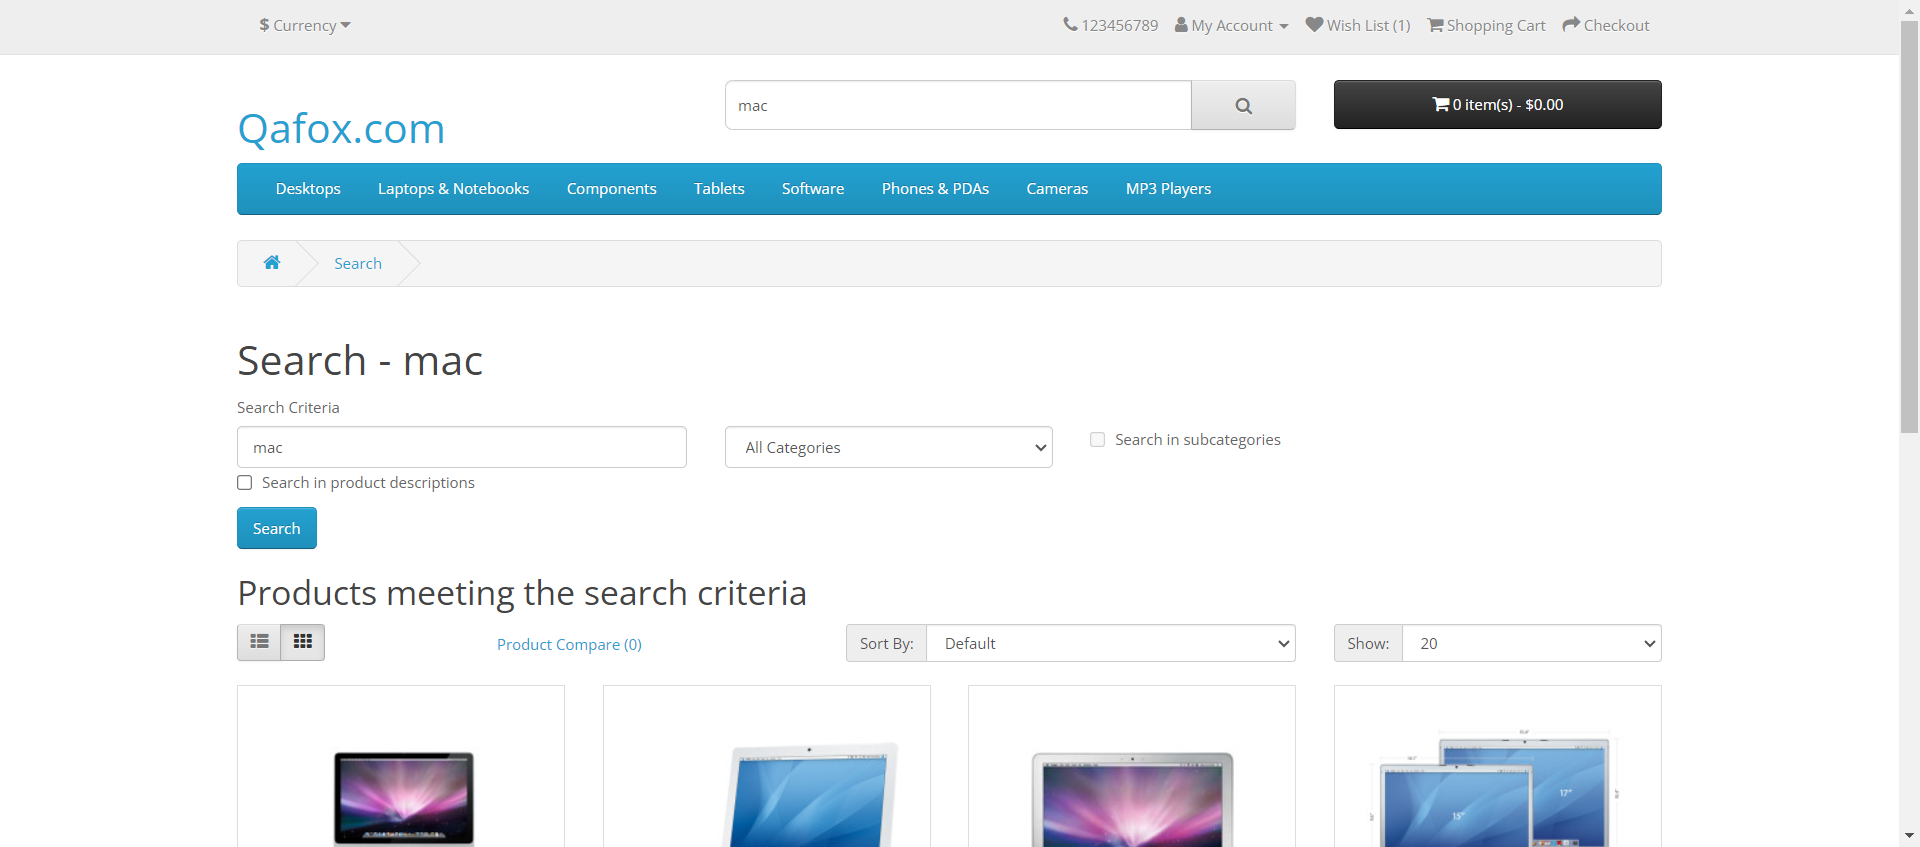 $ Currency
123456789 My Account Wish List (1) Shopping Cart Checkout
mac
0 item(s) - $0.00
Qafox.com
Desktops Laptops & Notebooks Components Tablets Software Phones & PDAs Cameras MP3 Players
Search
Search - mac
Search Criteria
mac
All Categories
Search in subcategories
Search in product descriptions
Search
Products meeting the search criteria
Product Compare (0)
Sort By: Default
Show: 20
15"
17"